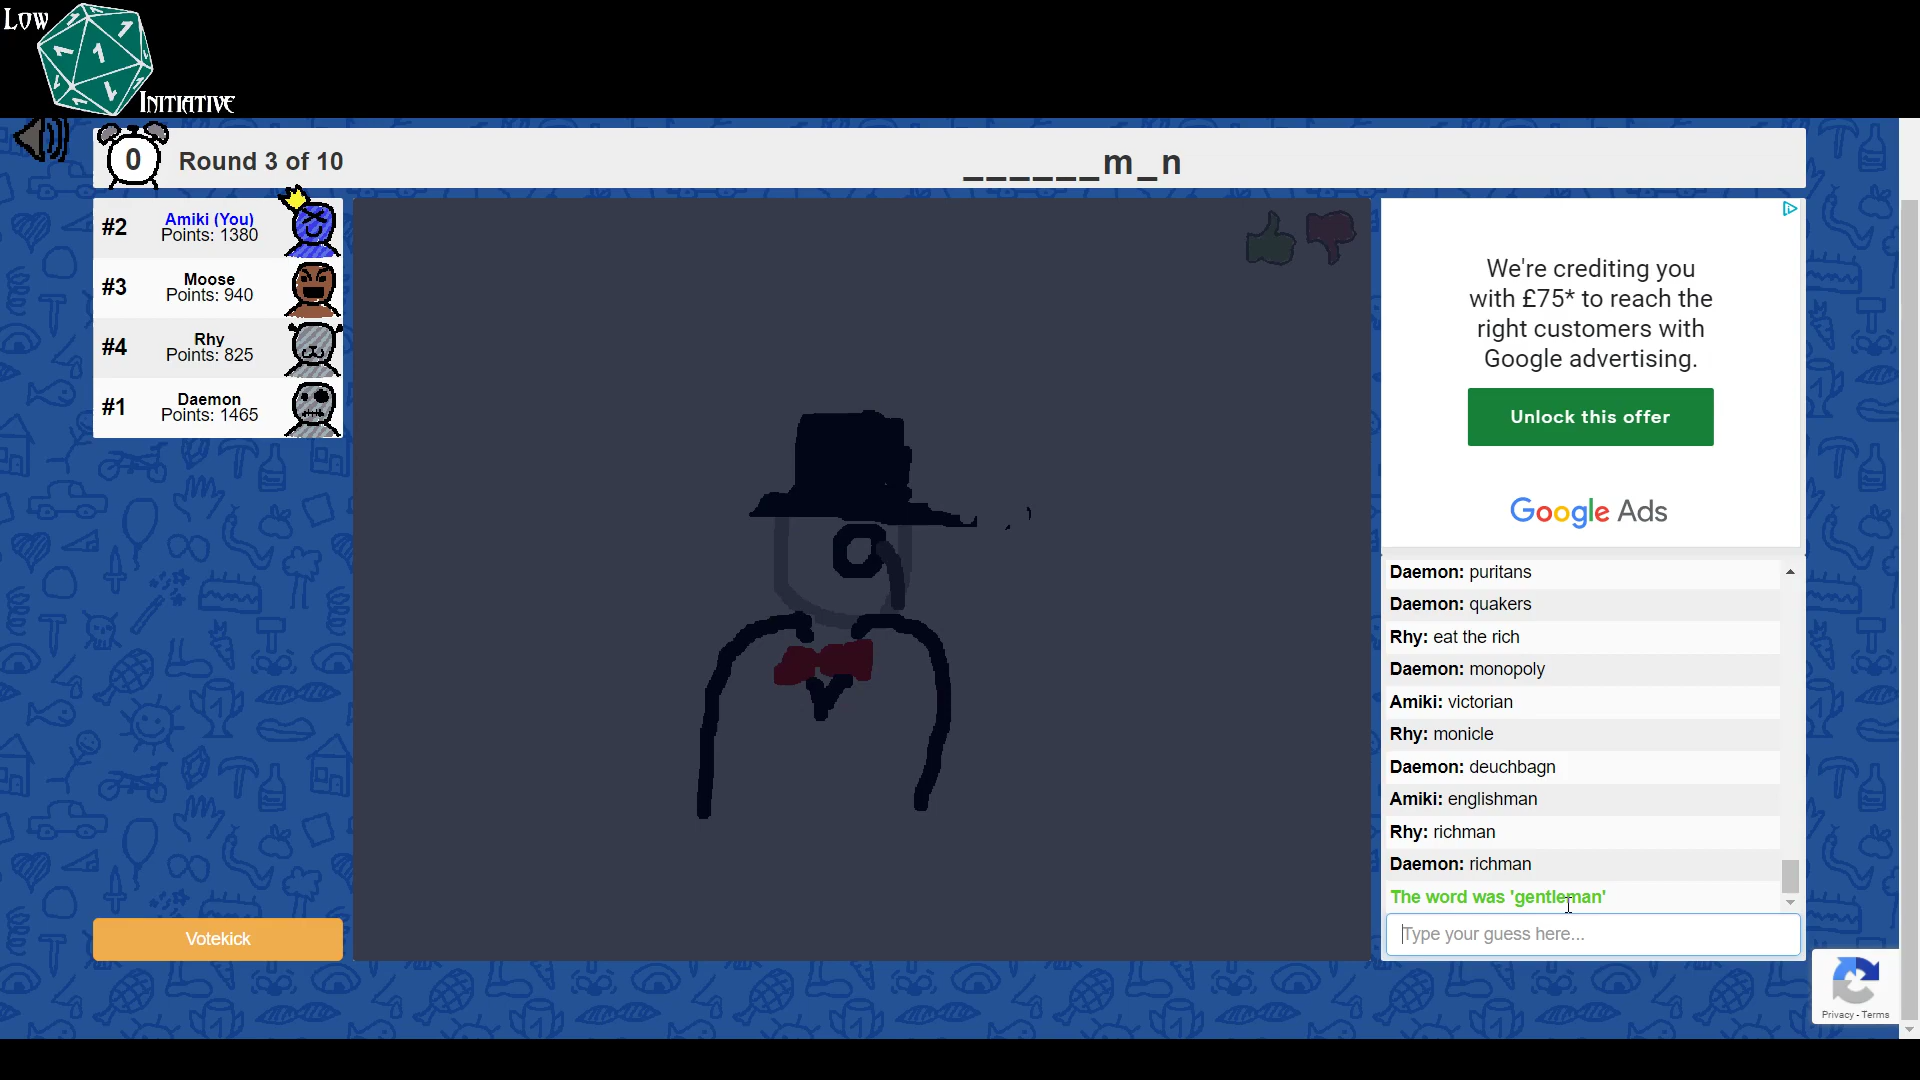 Low
1
1
1
1
Initiative
0
Round 3 of 10
______m_n
#2
Amiki (You)
Points: 1380
#3
Moose
Points: 940
#4
Rhy
Points: 825
#1
Daemon
Points: 1465
Votekick
We're crediting you
with £75* to reach the
right customers with
Google advertising.
Unlock this offer
Google Ads
Daemon: puritans
Daemon: quakers
Rhy: eat the rich
Daemon: monopoly
Amiki: victorian
Rhy: monicle
Daemon: deuchbagn
Amiki: englishman
Rhy: richman
Daemon: richman
The word was 'gentleman'
Type your guess here...
Privacy - Terms